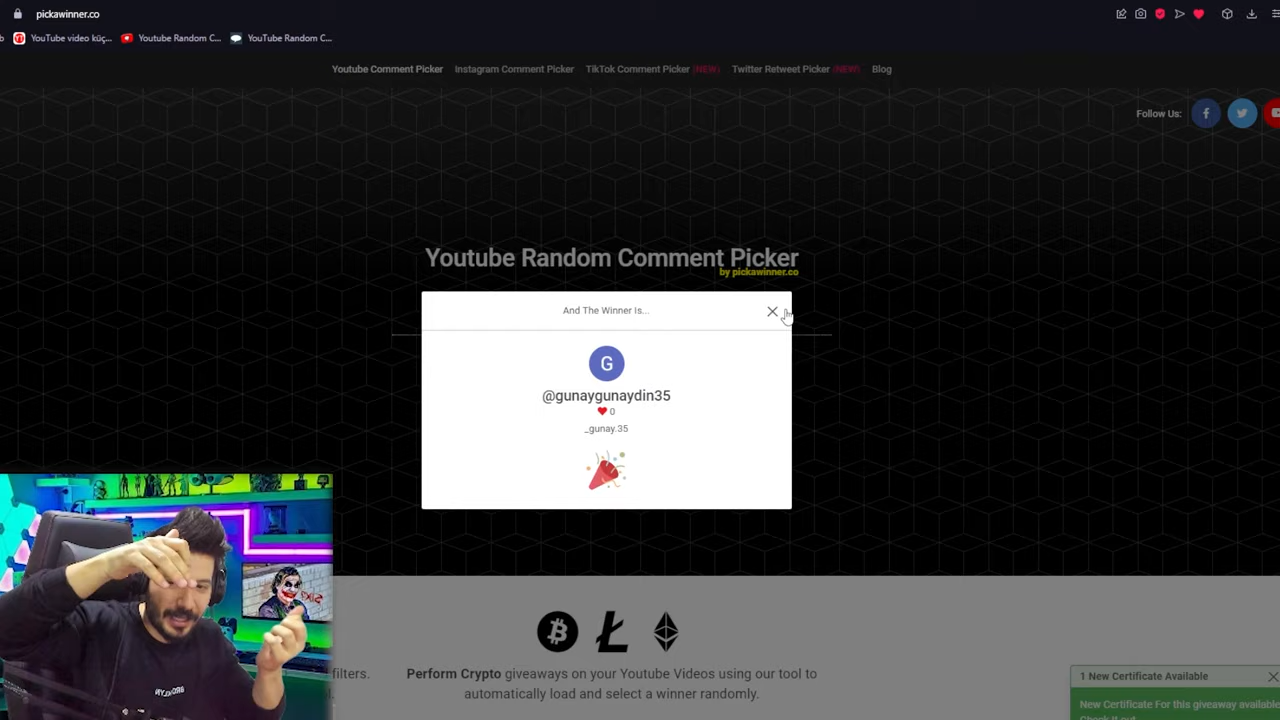 pickawinner.co
YouTube video küç...
Youtube Random C...
YouTube Random C...
Youtube Comment Picker
Instagram Comment Picker
TikTok Comment Picker (NEW)
Twitter Retweet Picker (NEW)
Blog
Follow Us:
Youtube Random Comment Picker
by pickawinner.co
And The Winner Is...
G
@gunaygunaydin35
0
_gunay.35
filters.
Perform Crypto giveaways on your Youtube Videos using our tool to
automatically load and select a winner randomly.
1 New Certificate Available
New Certificate For this giveaway available
Check it out